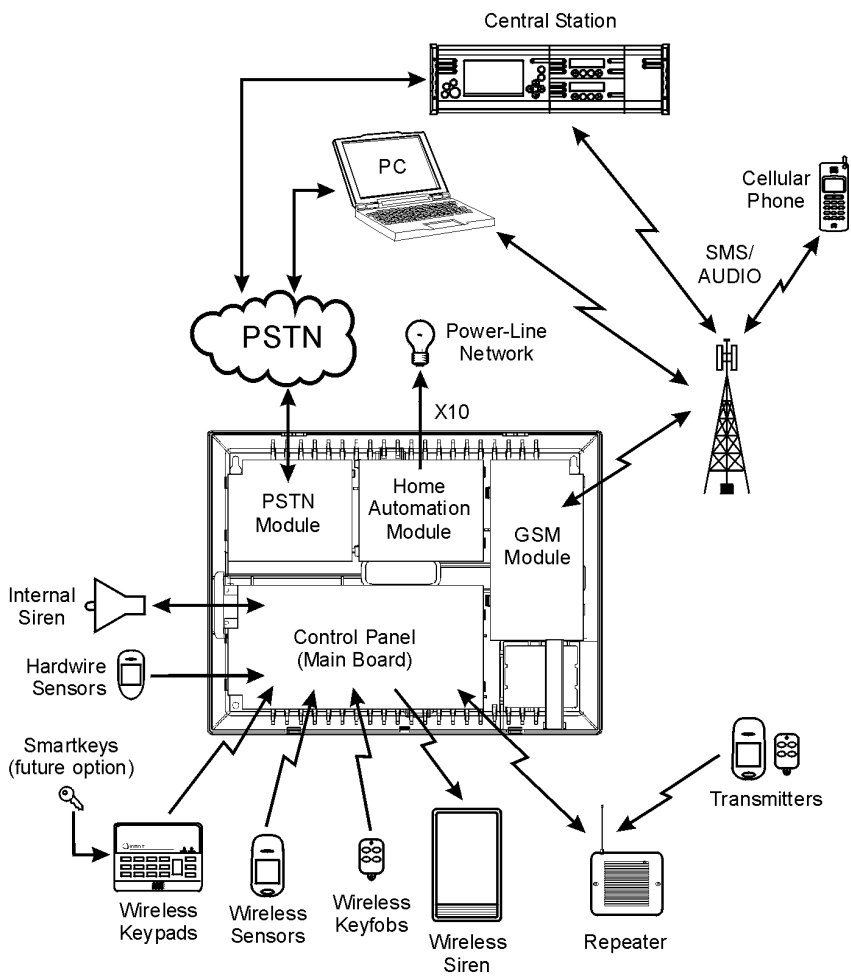 Central Station
PC
Cellular
Phone
SMS/
AUDIO
PSTN
Power-Line
Network
X10
PSTN
Module
Home
Automation
Module
GSM
Module
Internal
Siren
Control Panel
(Main Board)
Hardwire
Sensors
Smartkeys
(future option)
Transmitters
Wireless
Keypads
Wireless
Sensors
Wireless
Keyfobs
Wireless
Siren
Repeater